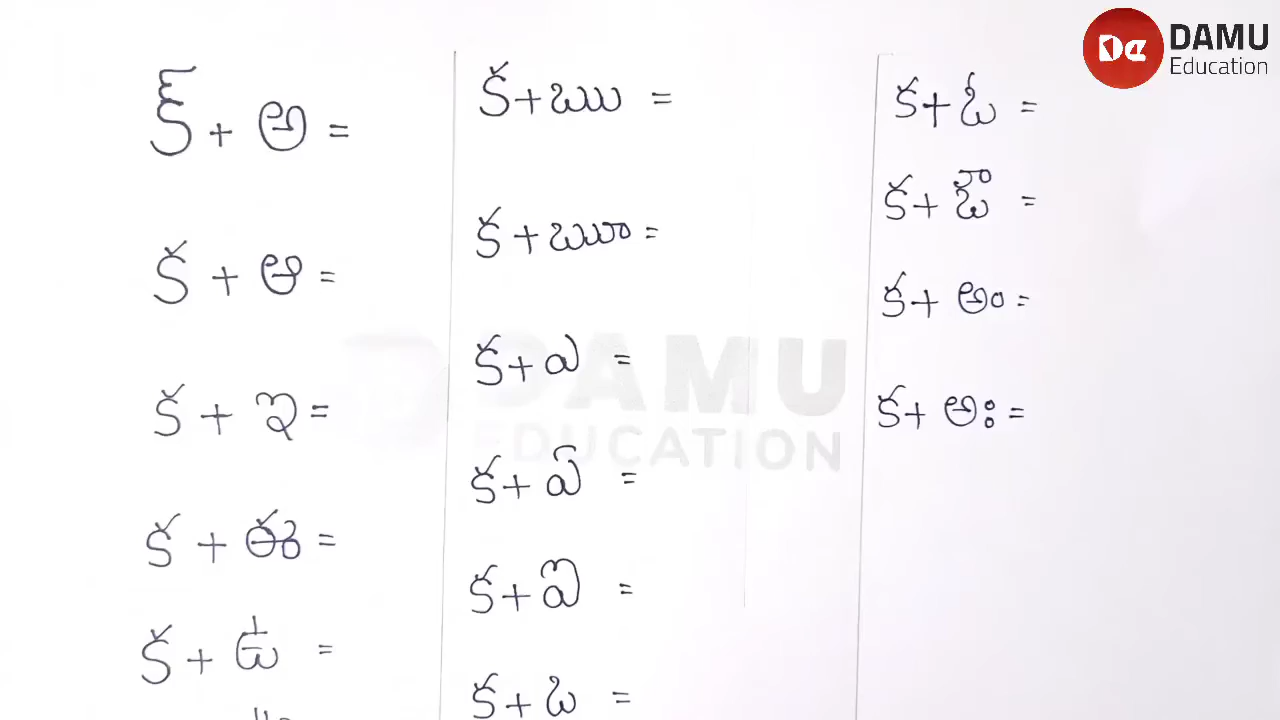 క్ + అ =
క + ఆ =
క + ఇ =
క + ఈ =
క + ఉ =
క + ఋ =
క + ౠ =
క + ఎ =
క + ఏ =
క + ఐ =
క + ఒ =
క + ఓ =
క + ఔ =
క + అం =
క + అః =
DAMU
Education
DAMU
EDUCATION